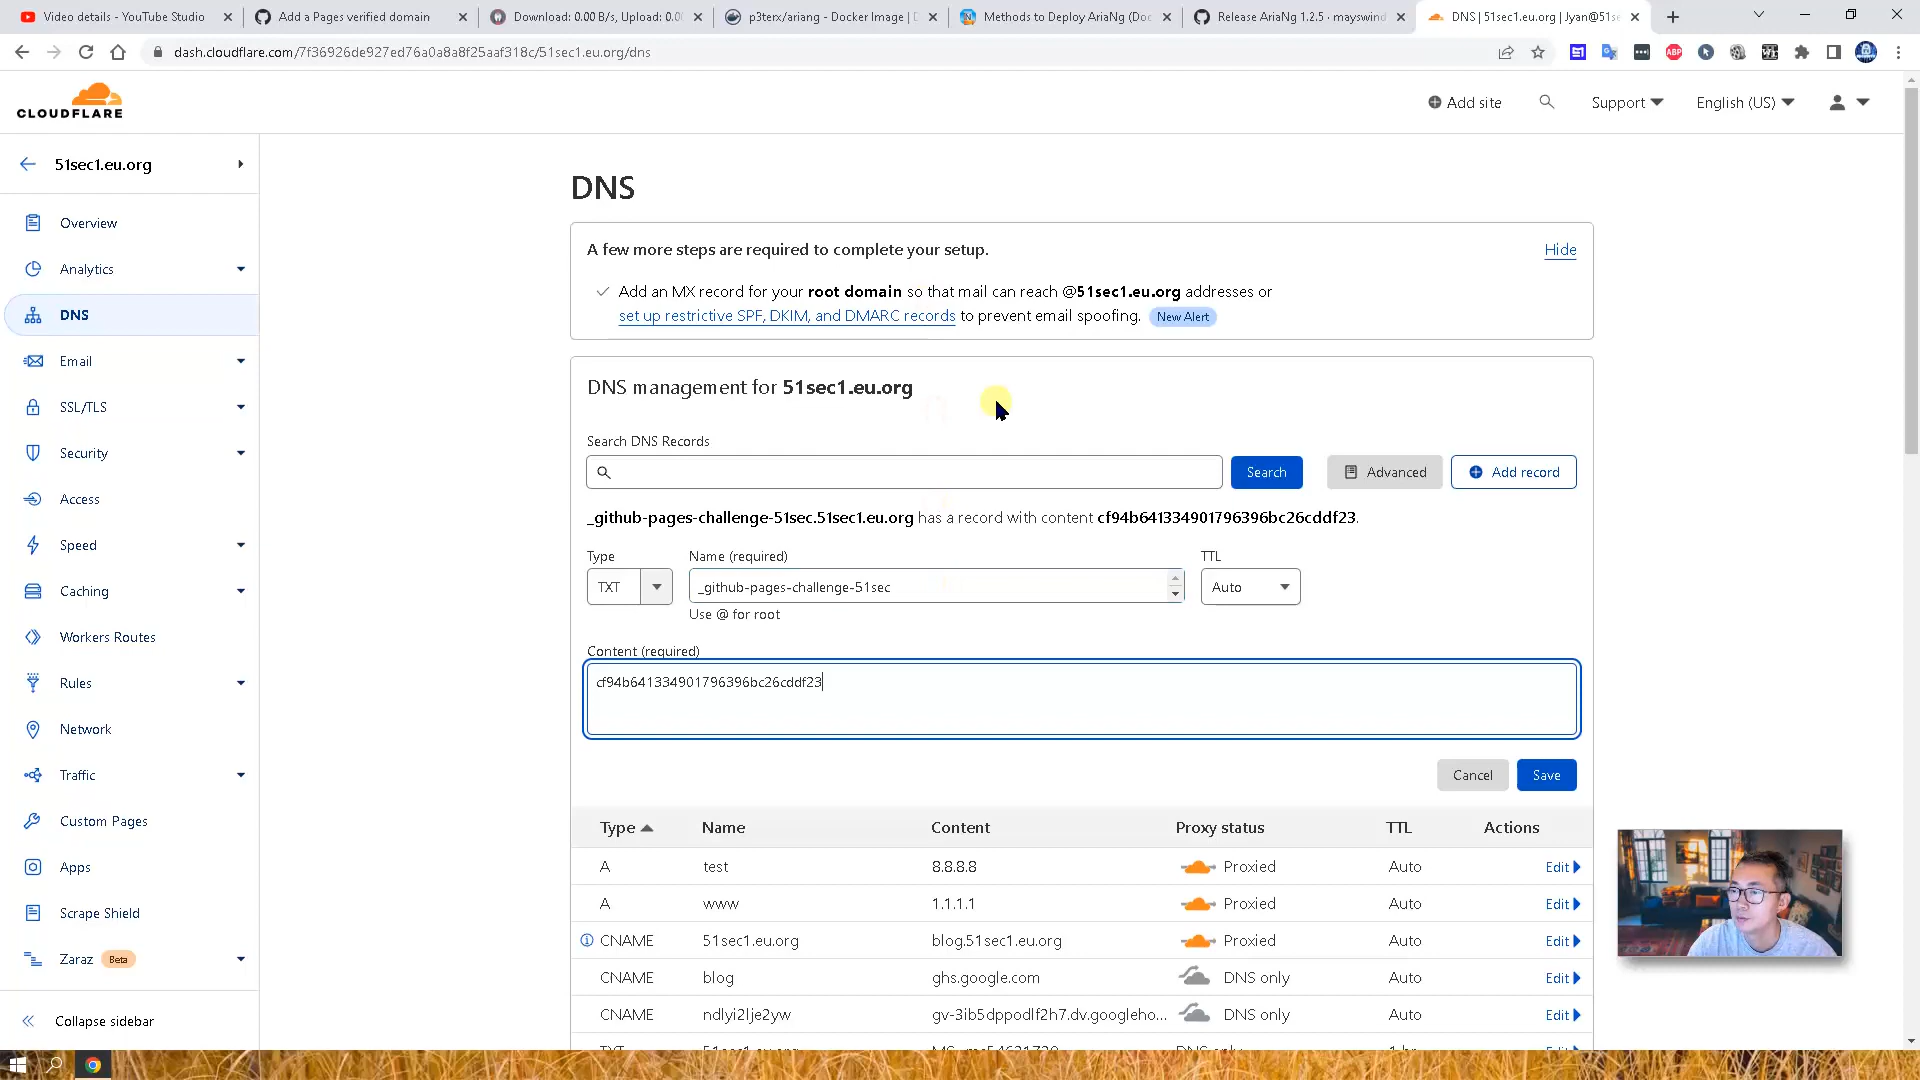 Video details - YouTube Studio
Add a Pages verified domain
Download: 0.00 B/s, Upload: 0.0
p3terx/ariang - Docker Image | D
Methods to Deploy AriaNg (Doc
Release AriaNg 1.2.5 · mayswind
DNS | 51sec1.eu.org | Jyan@51se
dash.cloudflare.com/7f36926de927ed76a0a8a8f25aaf318c/51sec1.eu.org/dns
ABP
CLOUDFLARE
Add site
Support
English (US)
51sec1.eu.org
Overview
Analytics
DNS
Email
SSL/TLS
Security
Access
Speed
Caching
Workers Routes
Rules
Network
Traffic
Custom Pages
Apps
Scrape Shield
Zaraz Beta
Collapse sidebar
DNS
A few more steps are required to complete your setup.
Hide
Add an MX record for your root domain so that mail can reach @51sec1.eu.org addresses or
set up restrictive SPF, DKIM, and DMARC records to prevent email spoofing. New Alert
DNS management for 51sec1.eu.org
Search DNS Records
Search
Advanced
Add record
_github-pages-challenge-51sec.51sec1.eu.org has a record with content cf94b641334901796396bc26cddf23.
Type
Name (required)
TTL
TXT
_github-pages-challenge-51sec
Auto
Use @ for root
Content (required)
cf94b641334901796396bc26cddf23
Cancel
Save
Type Name Content Proxy status TTL Actions
A test 8.8.8.8 Proxied Auto Edit
A www 1.1.1.1 Proxied Auto Edit
CNAME 51sec1.eu.org blog.51sec1.eu.org Proxied Auto Edit
CNAME blog ghs.google.com DNS only Auto Edit
CNAME ndlyi2lje2yw gv-3ib5dppodlf2h7.dv.googleho... DNS only Auto Edit